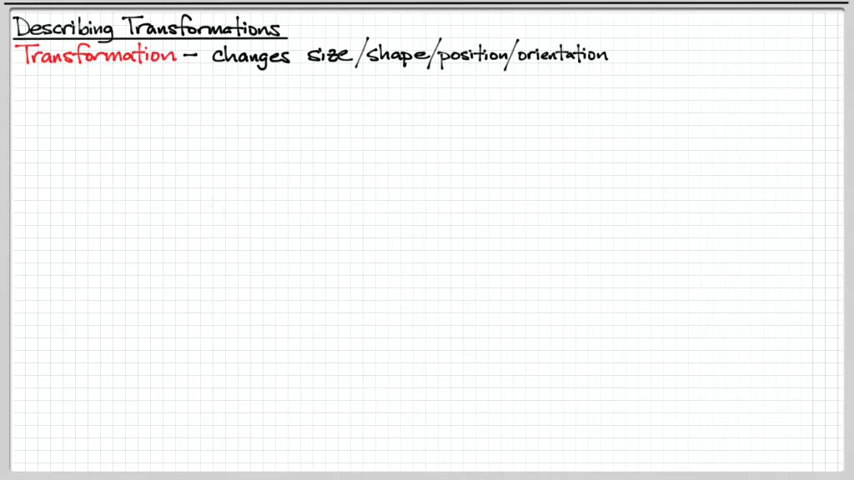 Describing Transformations
Transformation – changes size/shape/position/orientation